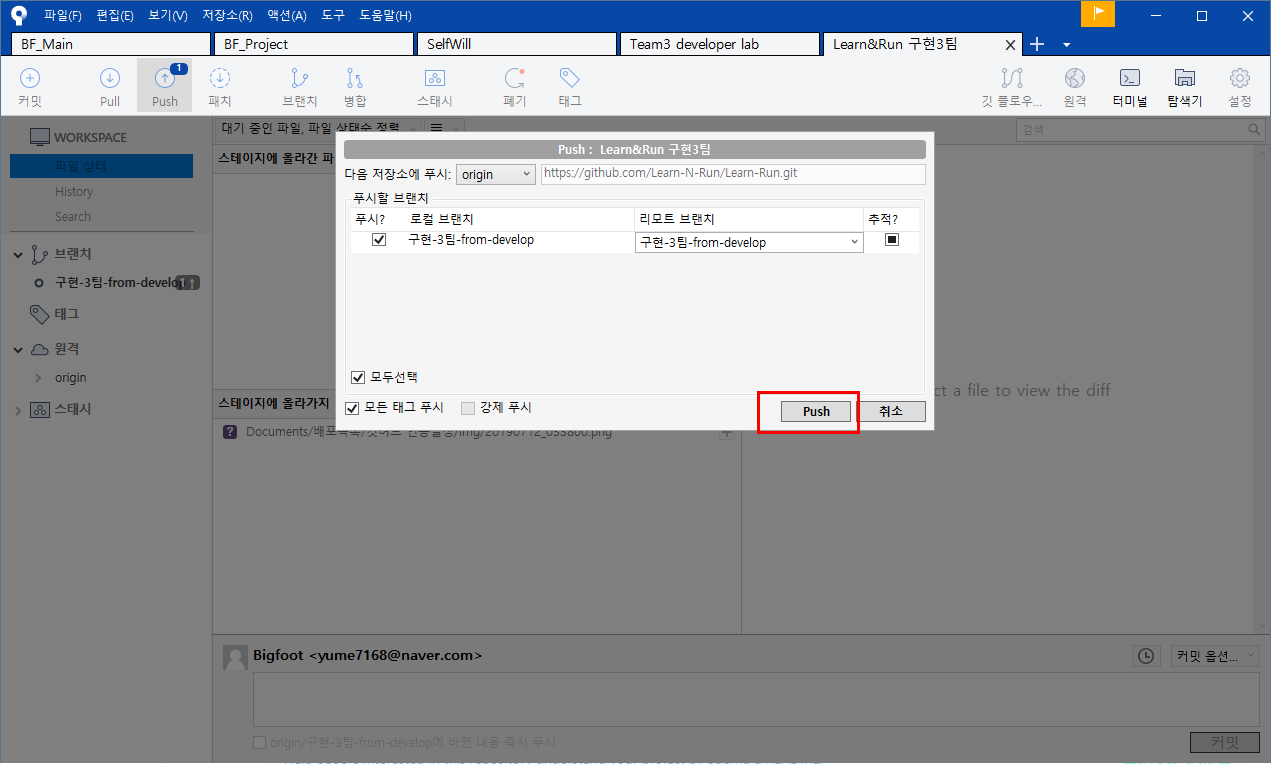 파일(F) 편집(E) 보기(V) 저장소(R) 액션(A) 도구 도움말(H)
BF_Main BF_Project SelfWill Team3 developer lab Learn&Run 구현3팀
1
커밋 Pull Push 패치 브랜치 병합 스태시 폐기 태그 깃 플로우... 원격 터미널 탐색기 설정
WORKSPACE
파일 상태
History
Search
브랜치
구현-3팀-from-develop 1↑
태그
원격
origin
스태시
대기 중인 파일, 파일 상태순 정렬
검색
스테이지에 올라간 파
Push : Learn&Run 구현3팀
다음 저장소에 푸시: origin https://github.com/Learn-N-Run/Learn-Run.git
푸시할 브랜치
푸시? 로컬 브랜치 리모트 브랜치 추적?
구현-3팀-from-develop 구현-3팀-from-develop
모두선택
모든 태그 푸시 강제 푸시 Push 취소
ct a file to view the diff
스테이지에 올라가지
Bigfoot <yume7168@naver.com>
커밋 옵션...
origin/구현-3팀-from-develop에 바뀐 내용 즉시 푸시
커밋